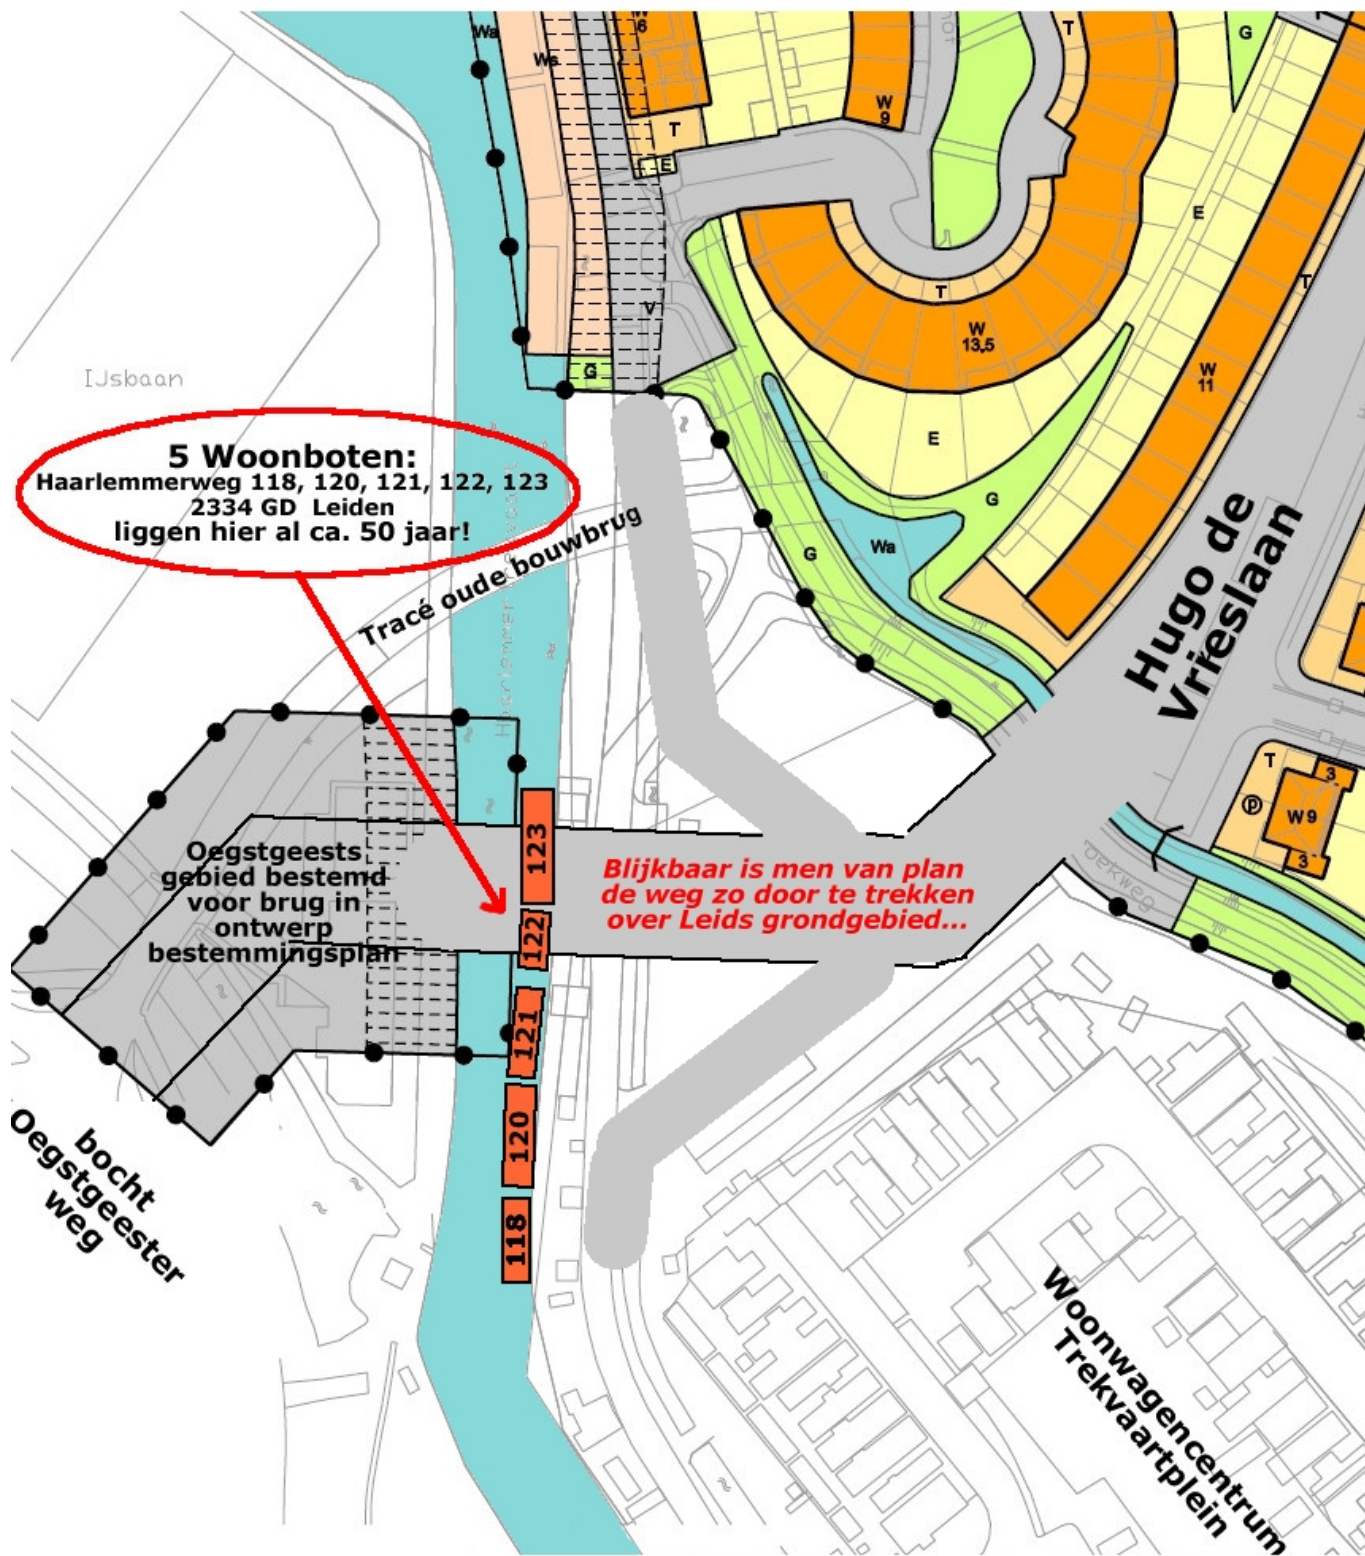 Wa
Ws
W
6
T
E
W
9
T
G
E
T
V
T
W
13,5
W
11
G
IJsbaan
E
G
5 Woonboten:
Haarlemmerweg 118, 120, 121, 122, 123
2334 GD Leiden
liggen hier al ca. 50 jaar!
Tracé oude bouwbrug
G
Wa
Hugo de
Vrieslaan
T
3
P
W 9
3
123
122
121
120
118
Oegstgeests
gebied bestemd
voor brug in
ontwerp
bestemmingsplan
Blijkbaar is men van plan
de weg zo door te trekken
over Leids grondgebied...
bocht
Oegstgeester
weg
Woonwagencentrum
Trekvaartplein